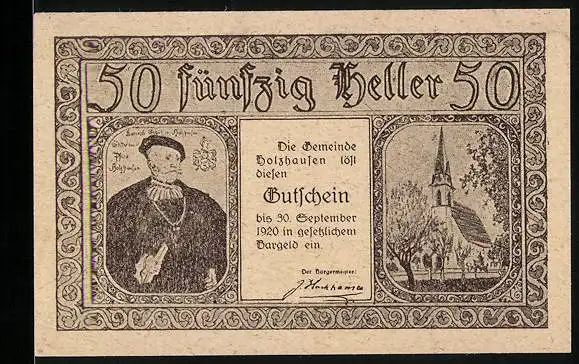 50 fünfzig Heller 50
Die Gemeinde
Holzhausen löst
diesen
Gutschein
bis 30. September
1920 in gesetzlichem
Bargeld ein.
Der Bürgermeister: